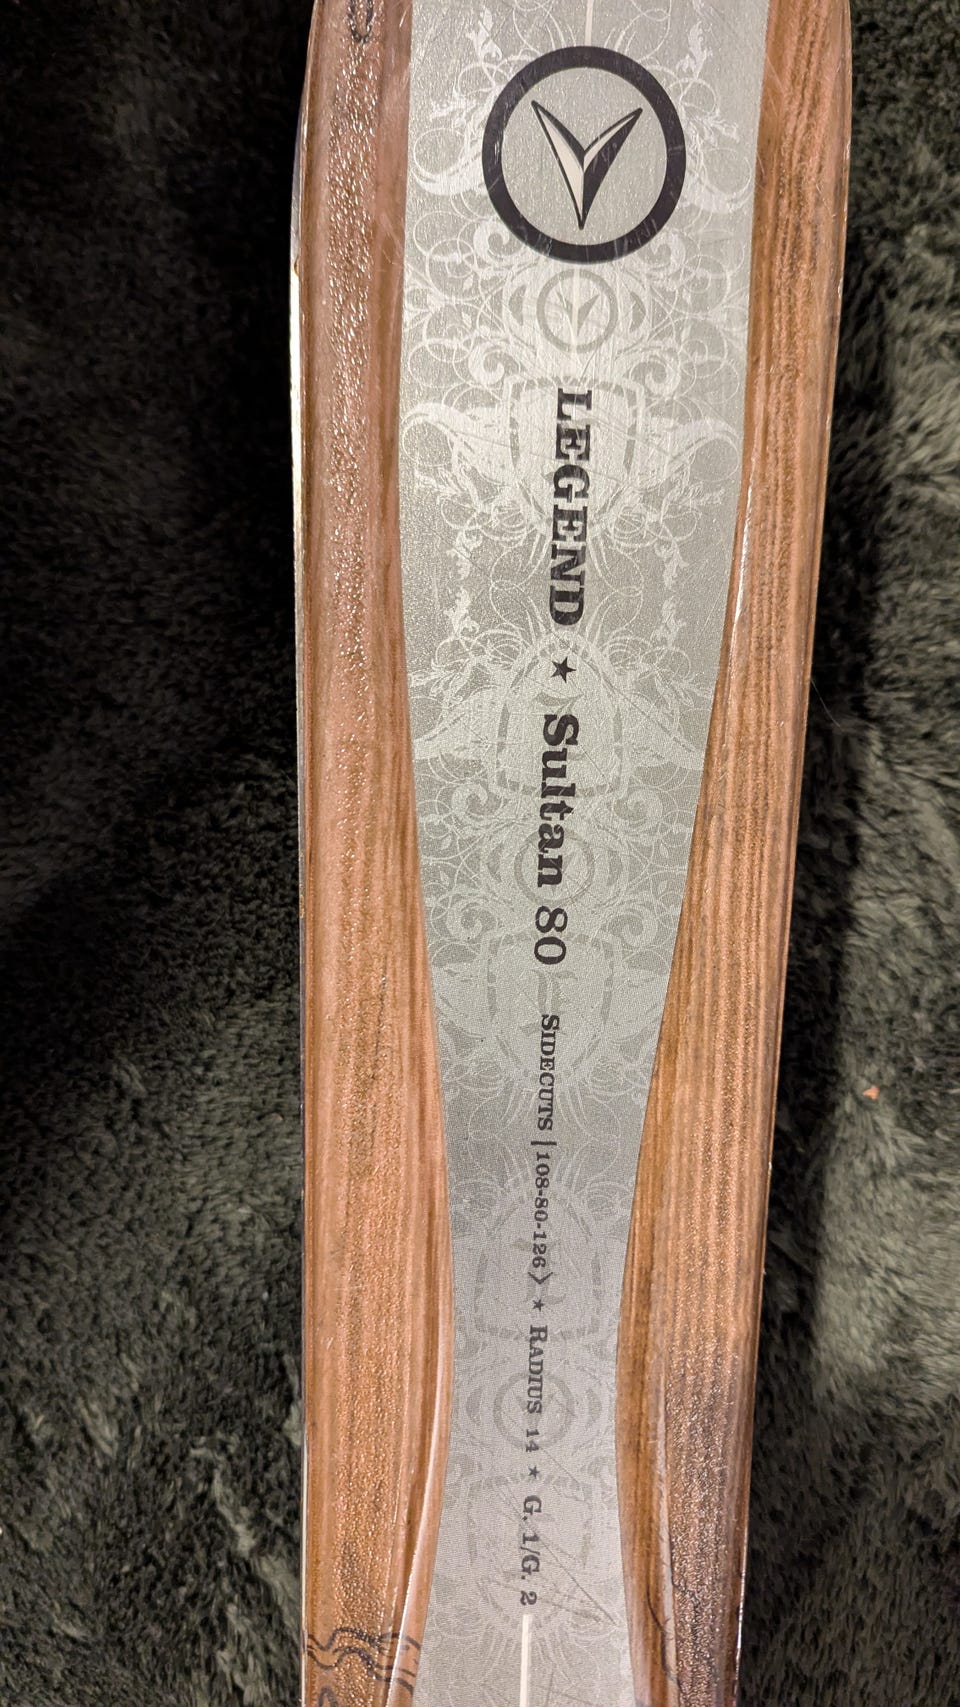 LEGEND ★ Sultan 80 SIDECUTS |108-80-126〉 ★ RADIUS 14 ★ G. 1/G. 2